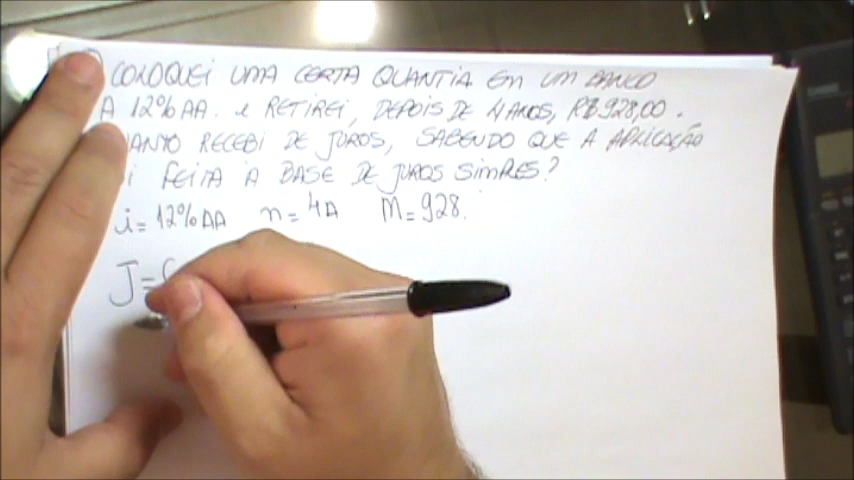 COLOQUEI UMA CERTA QUANTIA EM UM BANCO
A 12% AA. e RETIREI, DEPOIS DE 4 ANOS, R$ 928,00.
ANTO RECEBI DE JUROS, SABENDO QUE A APLICAÇÃO
I FEITA À BASE DE JUROS SIMPLES?
i = 12% AA n = 4A M = 928.
J =